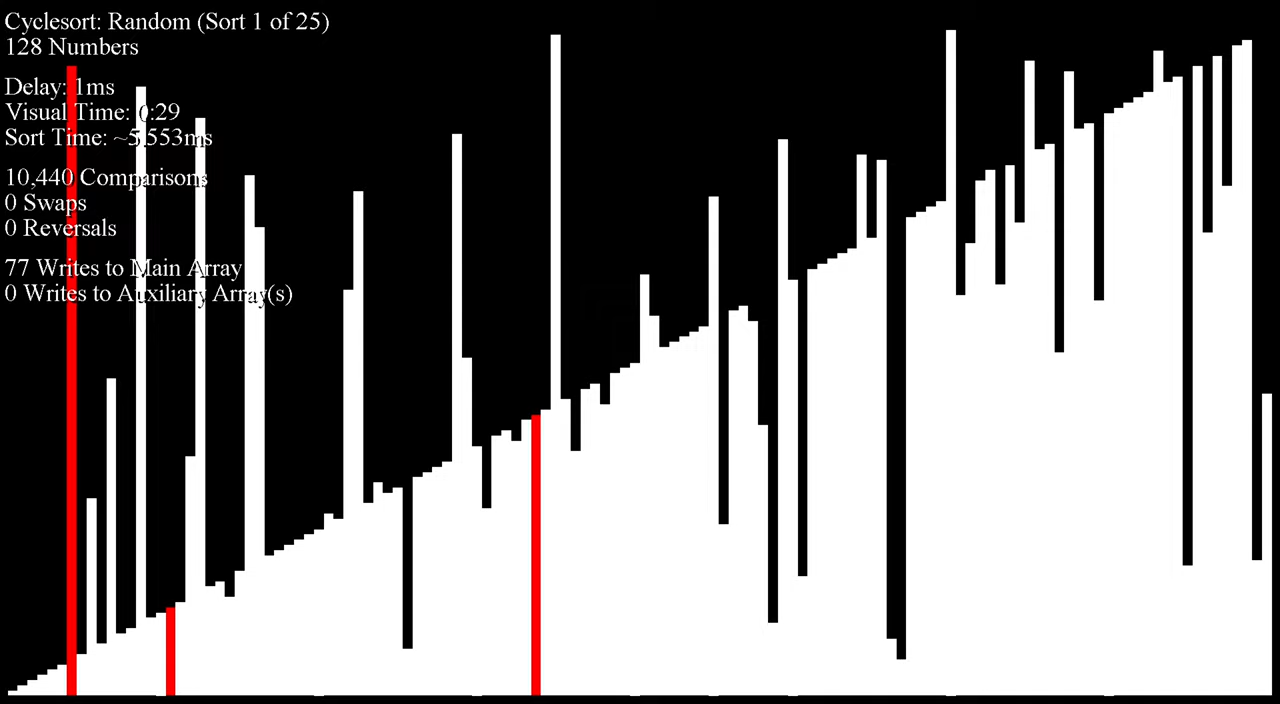 Cyclesort: Random (Sort 1 of 25)
128 Numbers
Delay: 1ms
Visual Time: 0:29
Sort Time: ~5.553ms
10,440 Comparisons
0 Swaps
0 Reversals
77 Writes to Main Array
0 Writes to Auxiliary Array(s)